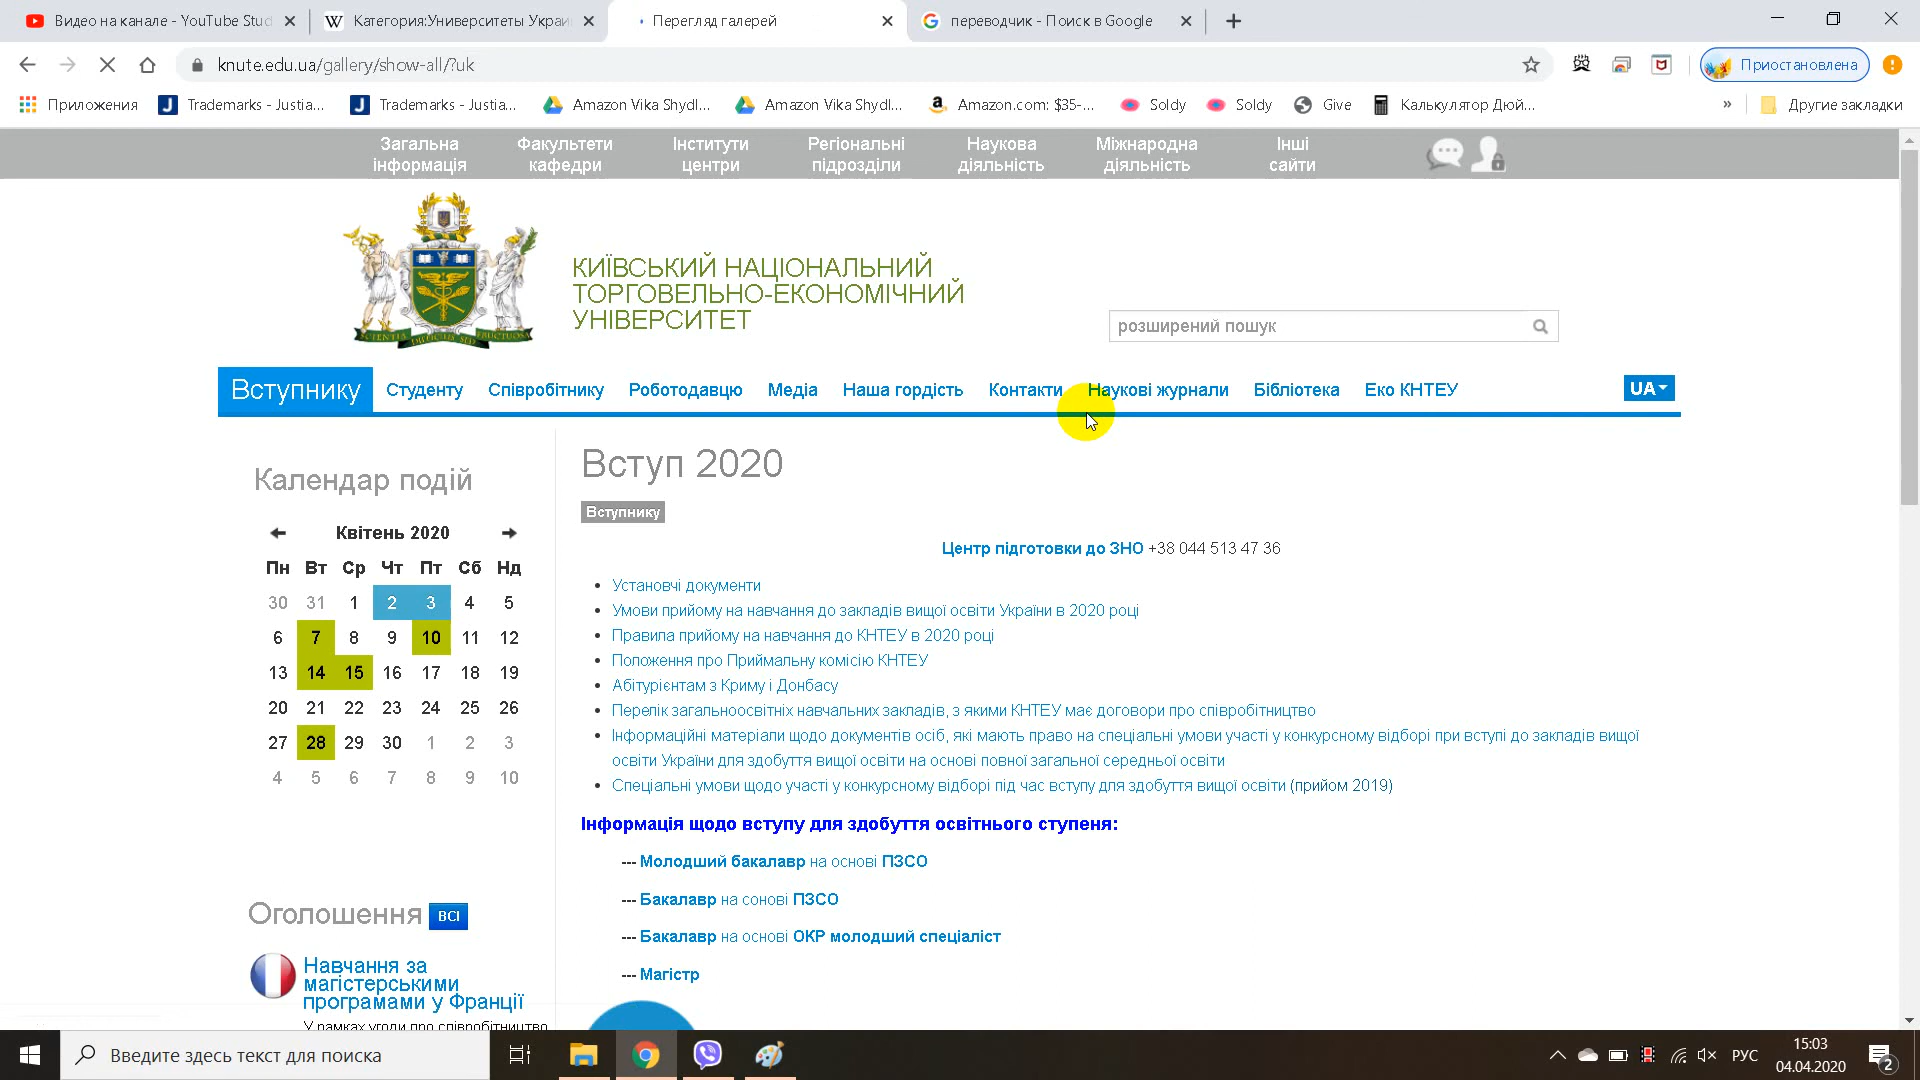 Видео на канале - YouTube Stud
Категория:Университеты Украи
Перегляд галерей
переводчик - Поиск в Google
knute.edu.ua/gallery/show-all/?uk
Приостановлена
Приложения
Trademarks - Justia...
Trademarks - Justia...
Amazon Vika Shydl...
Amazon Vika Shydl...
Amazon.com: $35-...
Soldy
Soldy
Give
Калькулятор Дюй...
Другие закладки
Загальна
інформація
Факультети
кафедри
Інститути
центри
Регіональні
підрозділи
Наукова
діяльність
Міжнародна
діяльність
Інші
сайти
КИЇВСЬКИЙ НАЦІОНАЛЬНИЙ
ТОРГОВЕЛЬНО-ЕКОНОМІЧНИЙ
УНІВЕРСИТЕТ
розширений пошук
Вступнику
Студенту
Співробітнику
Роботодавцю
Медіа
Наша гордість
Контакти
Наукові журнали
Бібліотека
Еко КНТЕУ
UA
Календар подій
Квітень 2020
Пн Вт Ср Чт Пт Сб Нд
30 31 1 2 3 4 5
6 7 8 9 10 11 12
13 14 15 16 17 18 19
20 21 22 23 24 25 26
27 28 29 30 1 2 3
4 5 6 7 8 9 10
Оголошення ВСІ
Навчання за
магістерськими
програмами у Франції
У рамках угоди про співробітництво
Вступ 2020
Вступнику
Центр підготовки до ЗНО +38 044 513 47 36
Установчі документи
Умови прийому на навчання до закладів вищої освіти України в 2020 році
Правила прийому на навчання до КНТЕУ в 2020 році
Положення про Приймальну комісію КНТЕУ
Абітурієнтам з Криму і Донбасу
Перелік загальноосвітніх навчальних закладів, з якими КНТЕУ має договори про співробітництво
Інформаційні матеріали щодо документів осіб, які мають право на спеціальні умови участі у конкурсному відборі при вступі до закладів вищої
освіти України для здобуття вищої освіти на основі повної загальної середньої освіти
Спеціальні умови щодо участі у конкурсному відборі під час вступу для здобуття вищої освіти (прийом 2019)
Інформація щодо вступу для здобуття освітнього ступеня:
--- Молодший бакалавр на основі ПЗСО
--- Бакалавр на сонові ПЗСО
--- Бакалавр на основі ОКР молодший спеціаліст
--- Магістр
Введите здесь текст для поиска
РУС
15:03
04.04.2020
2